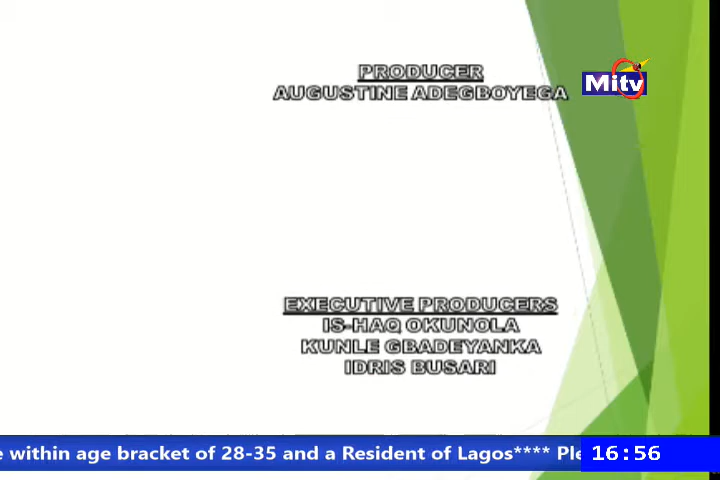 PRODUCER
AUGUSTINE ADEGBOYEGA
Mitv
EXECUTIVE PRODUCERS
IS-HAQ OKUNOLA
KUNLE GBADEYANKA
IDRIS BUSARI
within age bracket of 28-35 and a Resident of Lagos****
16:56